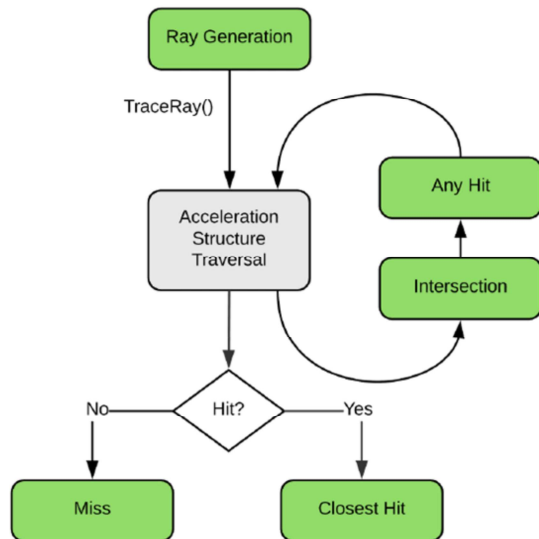 Ray Generation
TraceRay()
Acceleration
Structure
Traversal
Any Hit
Intersection
Hit?
No
Yes
Miss
Closest Hit